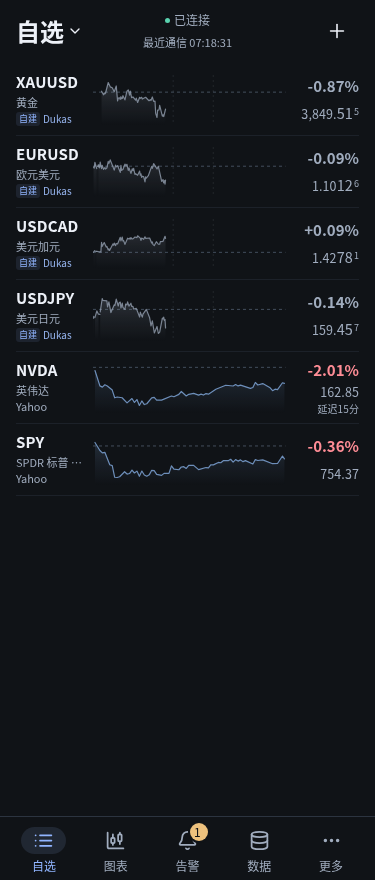 自选
已连接
最近通信 07:18:31
XAUUSD
黄金
自建 Dukas
-0.87%
3,849.515
EURUSD
欧元美元
自建 Dukas
-0.09%
1.10126
USDCAD
美元加元
自建 Dukas
+0.09%
1.42781
USDJPY
美元日元
自建 Dukas
-0.14%
159.457
NVDA
英伟达
Yahoo
-2.01%
162.85
延迟15分
SPY
SPDR 标普 ···
Yahoo
-0.36%
754.37
1
自选 图表 告警 数据 更多